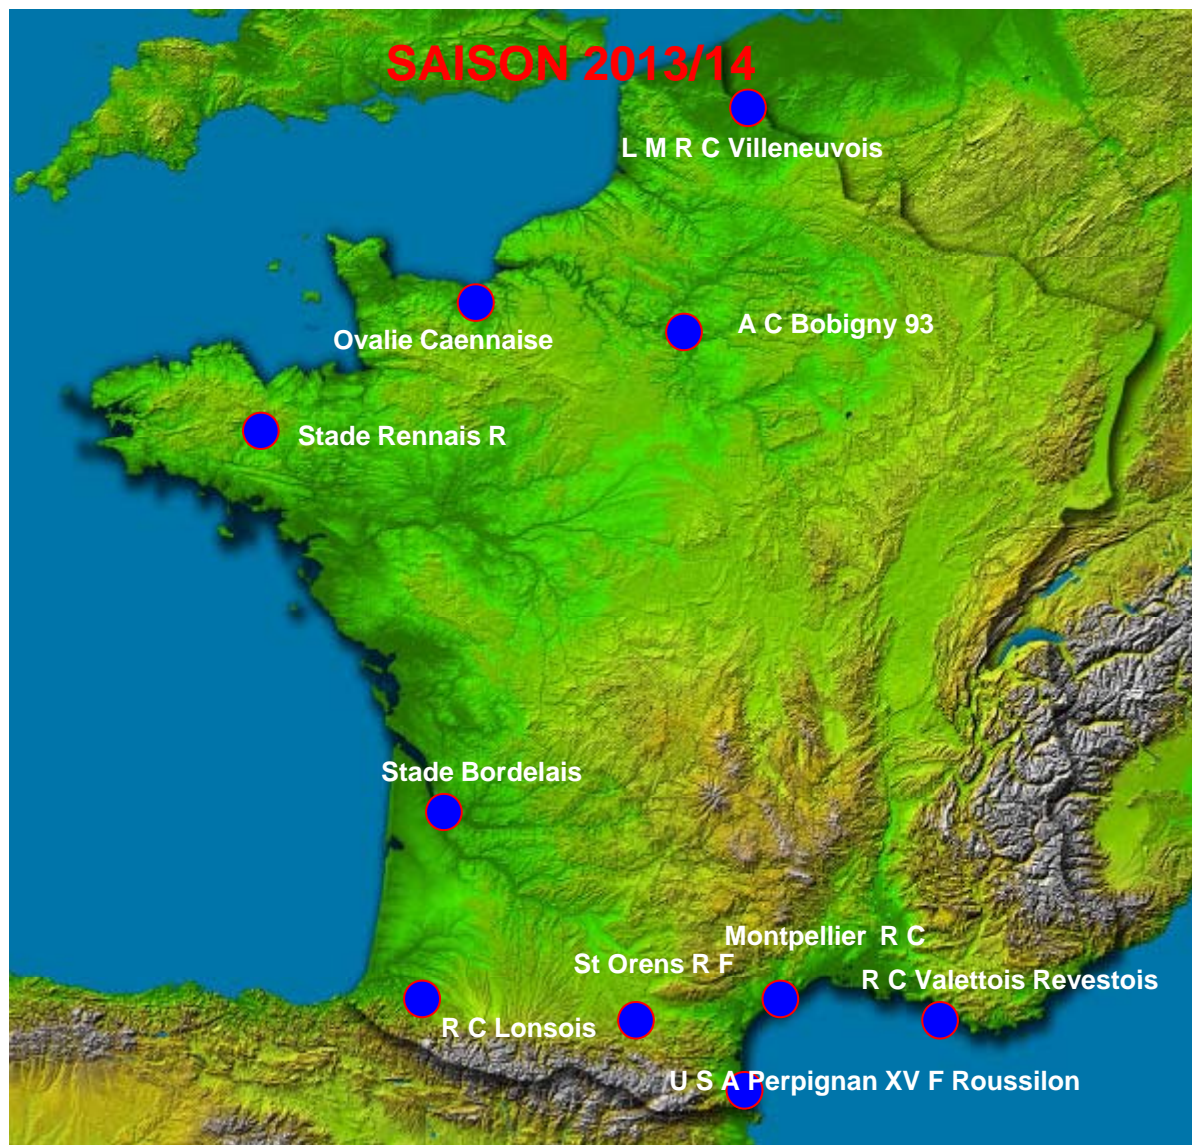 SAISON 2013/14
L M R C Villeneuvois
A C Bobigny 93
Ovalie Caennaise
Stade Rennais R
Stade Bordelais
Montpellier R C
St Orens R F
R C Valettois Revestois
R C Lonsois
U S A Perpignan XV F Roussilon